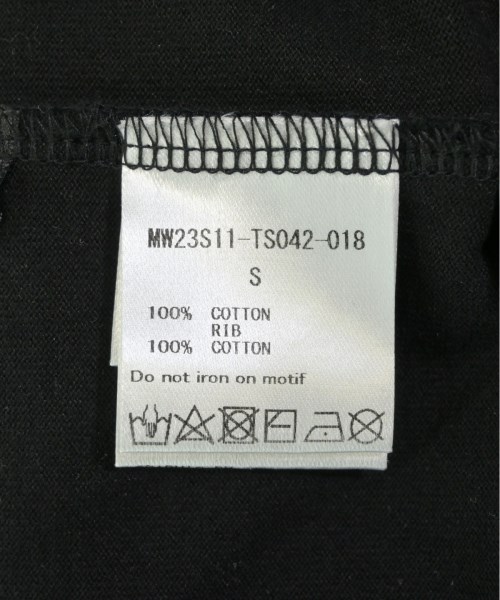 MW23S11-TS042-018
S
100% COTTON
RIB
100% COTTON
Do not iron on motif